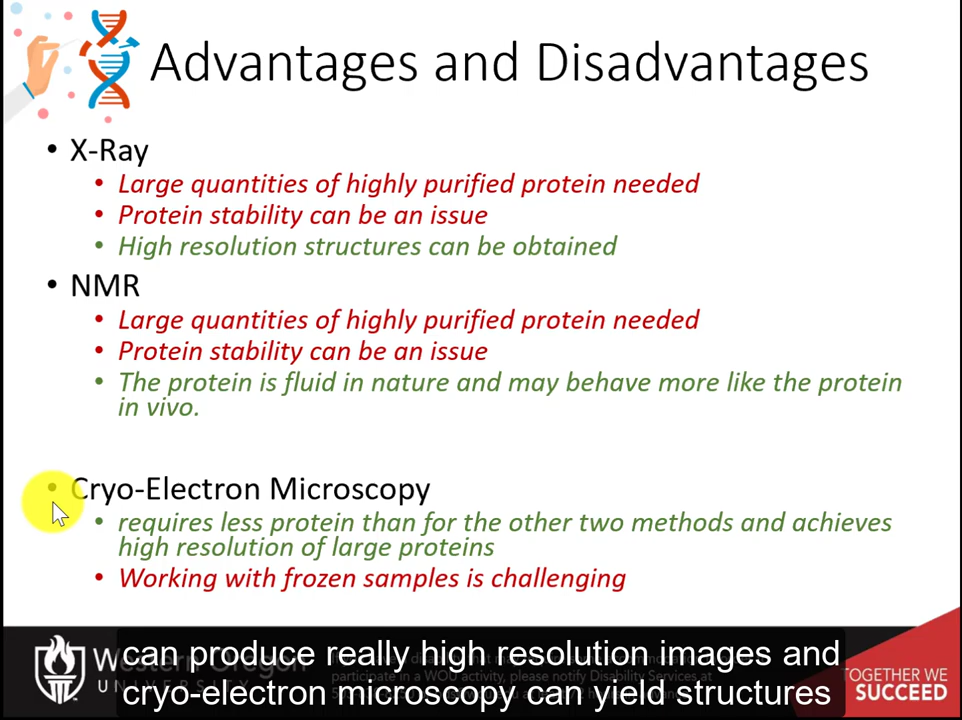 Advantages and Disadvantages
• X-Ray
• Large quantities of highly purified protein needed
• Protein stability can be an issue
• High resolution structures can be obtained
• NMR
• Large quantities of highly purified protein needed
• Protein stability can be an issue
• The protein is fluid in nature and may behave more like the protein
in vivo.
• Cryo-Electron Microscopy
• requires less protein than for the other two methods and achieves
high resolution of large proteins
• Working with frozen samples is challenging
can produce really high resolution images and
cryo-electron microscopy can yield structures
Western Oregon
UNIVERSITY
participate in a WOU activity, please notify Disability Services at
TOGETHER WE
SUCCEED